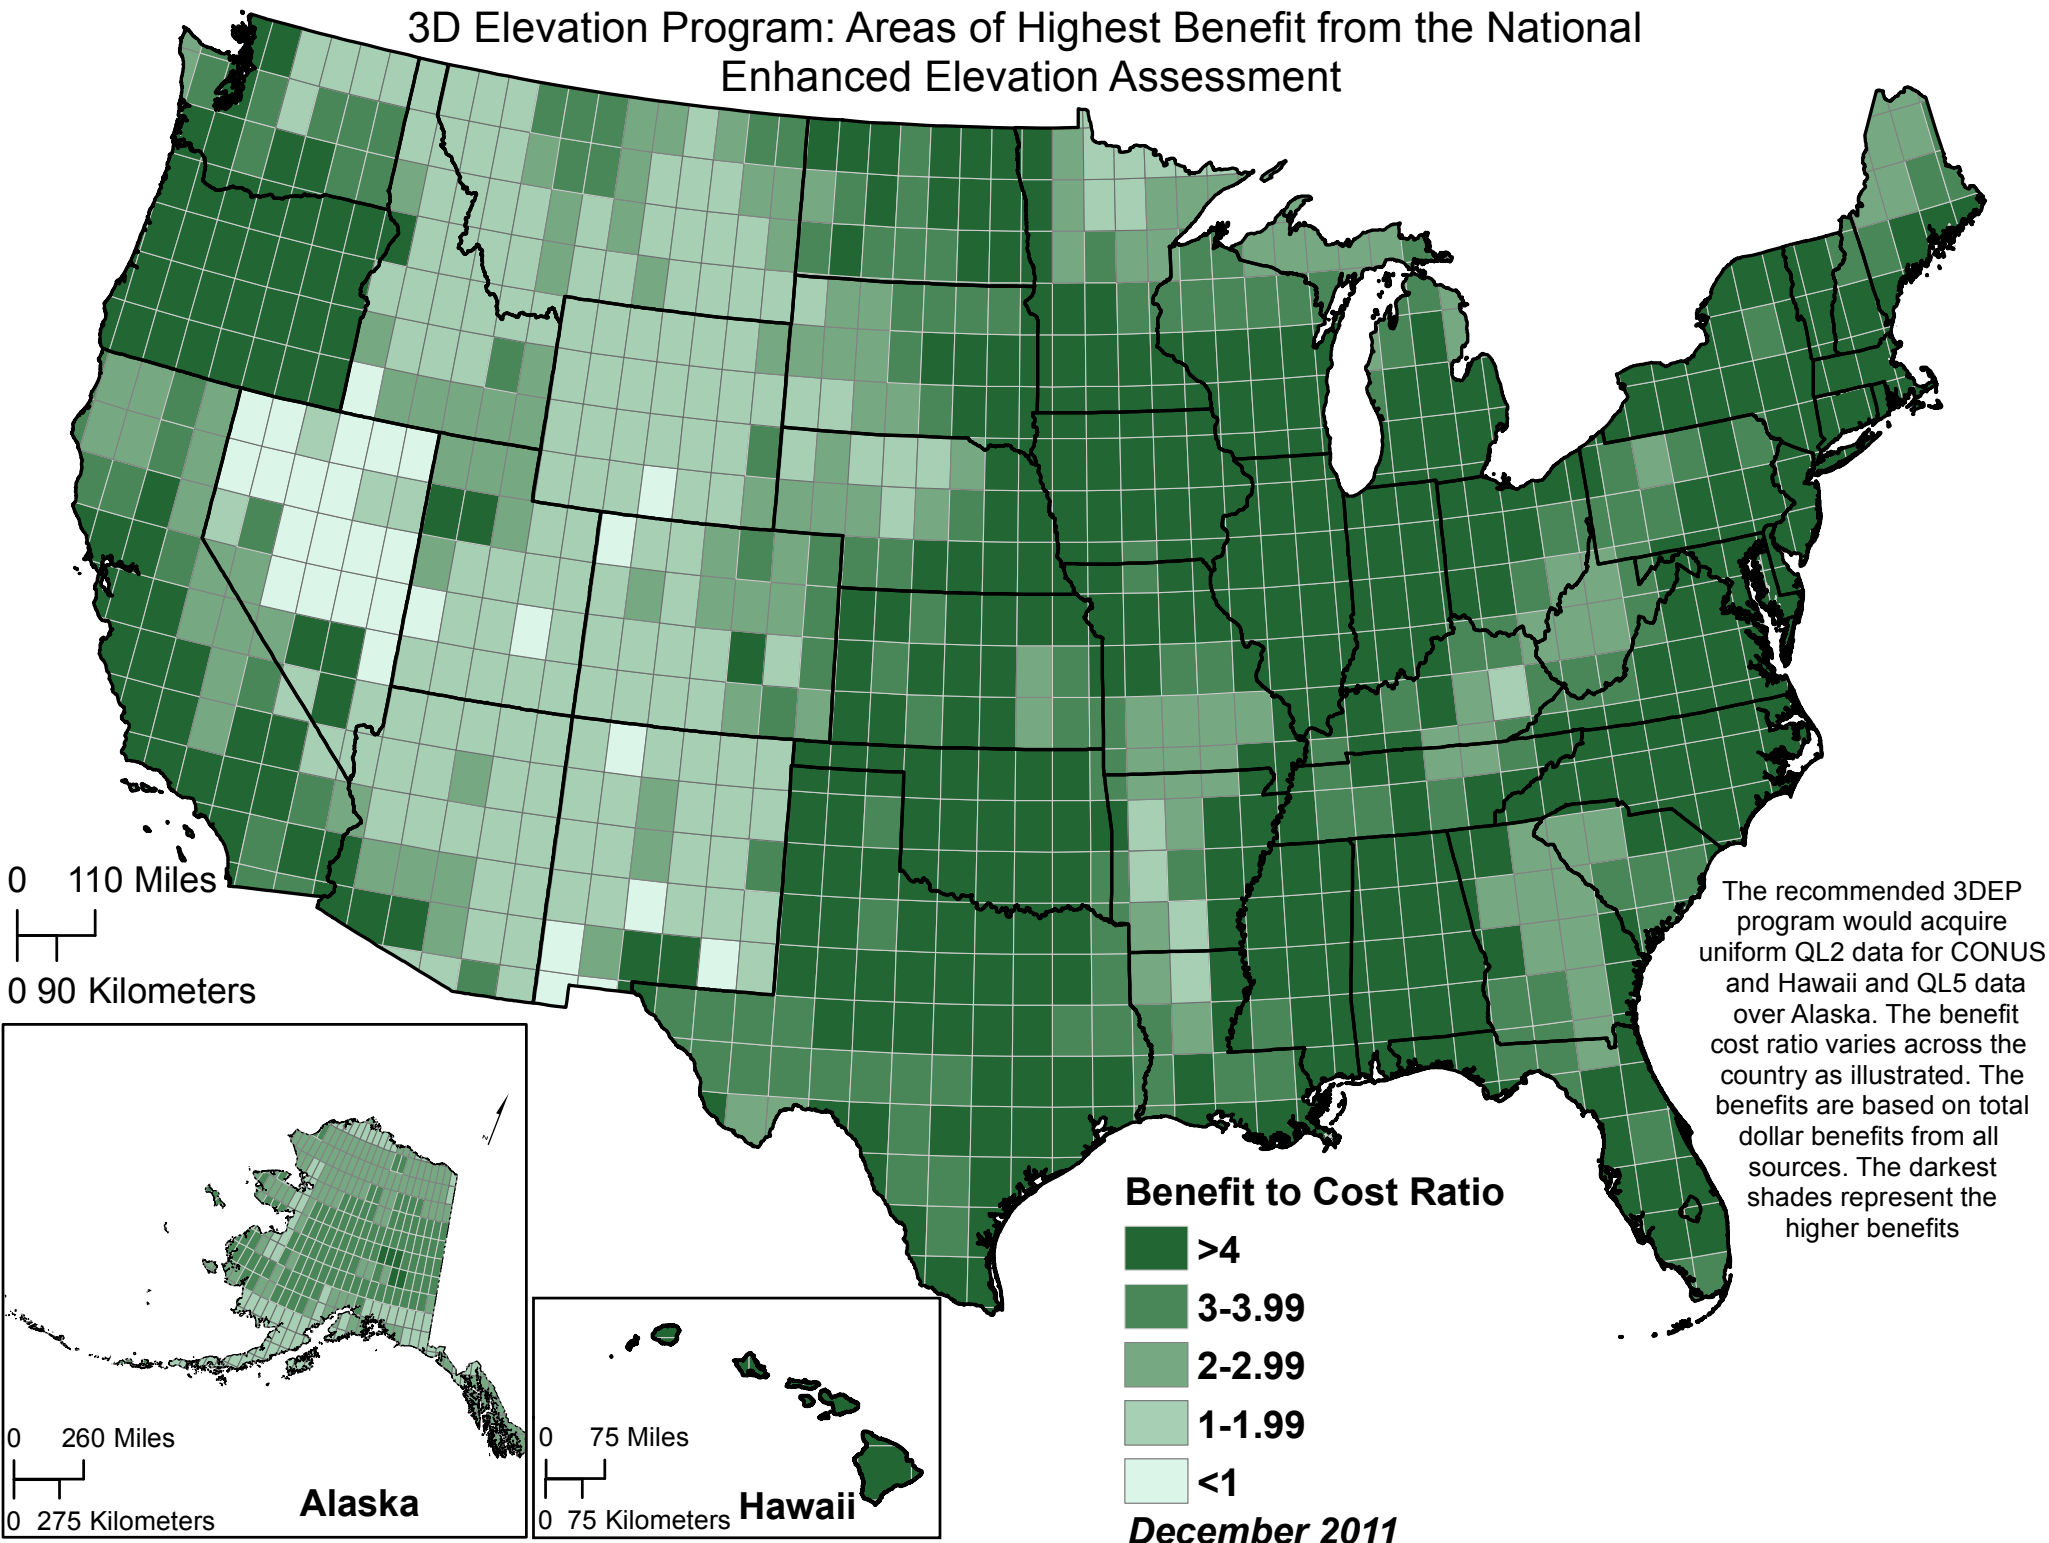 3D Elevation Program: Areas of Highest Benefit from the National
Enhanced Elevation Assessment
0 110 Miles
0 90 Kilometers
The recommended 3DEP
program would acquire
uniform QL2 data for CONUS
and Hawaii and QL5 data
over Alaska. The benefit
cost ratio varies across the
country as illustrated. The
benefits are based on total
dollar benefits from all
sources. The darkest
shades represent the
higher benefits
N
0 260 Miles
0 275 Kilometers
Alaska
0 75 Miles
0 75 Kilometers
Hawaii
Benefit to Cost Ratio
>4
3-3.99
2-2.99
1-1.99
<1
December 2011